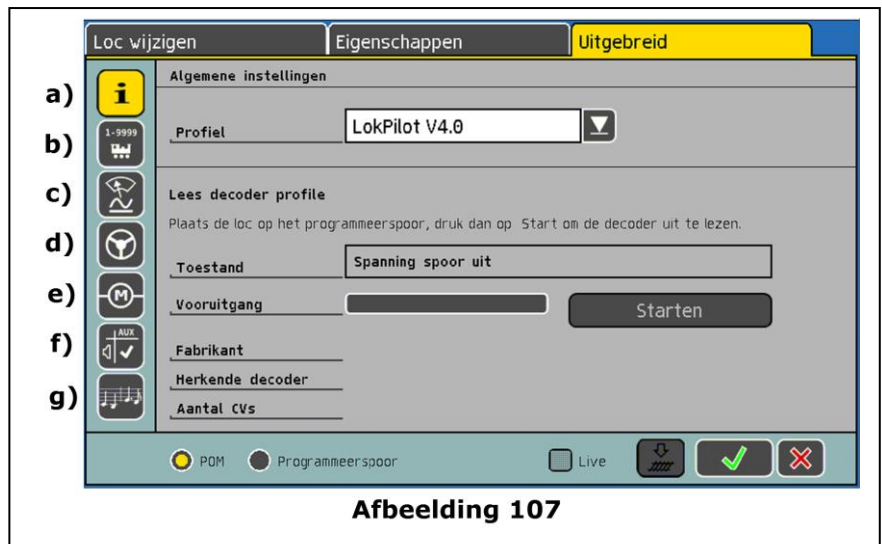 Loc wijzigen
Eigenschappen
Uitgebreid
a)
i
Algemene instellingen
b)
1-9999
Profiel
LokPilot V4.0
c)
Lees decoder profile
Plaats de loc op het programmeerspoor, druk dan op Start om de decoder uit te lezen.
d)
Toestand
Spanning spoor uit
e)
M
Vooruitgang
Starten
f)
AUX
Fabrikant
Herkende decoder
g)
Aantal CVs
POM
Programmeerspoor
Live
Afbeelding 107